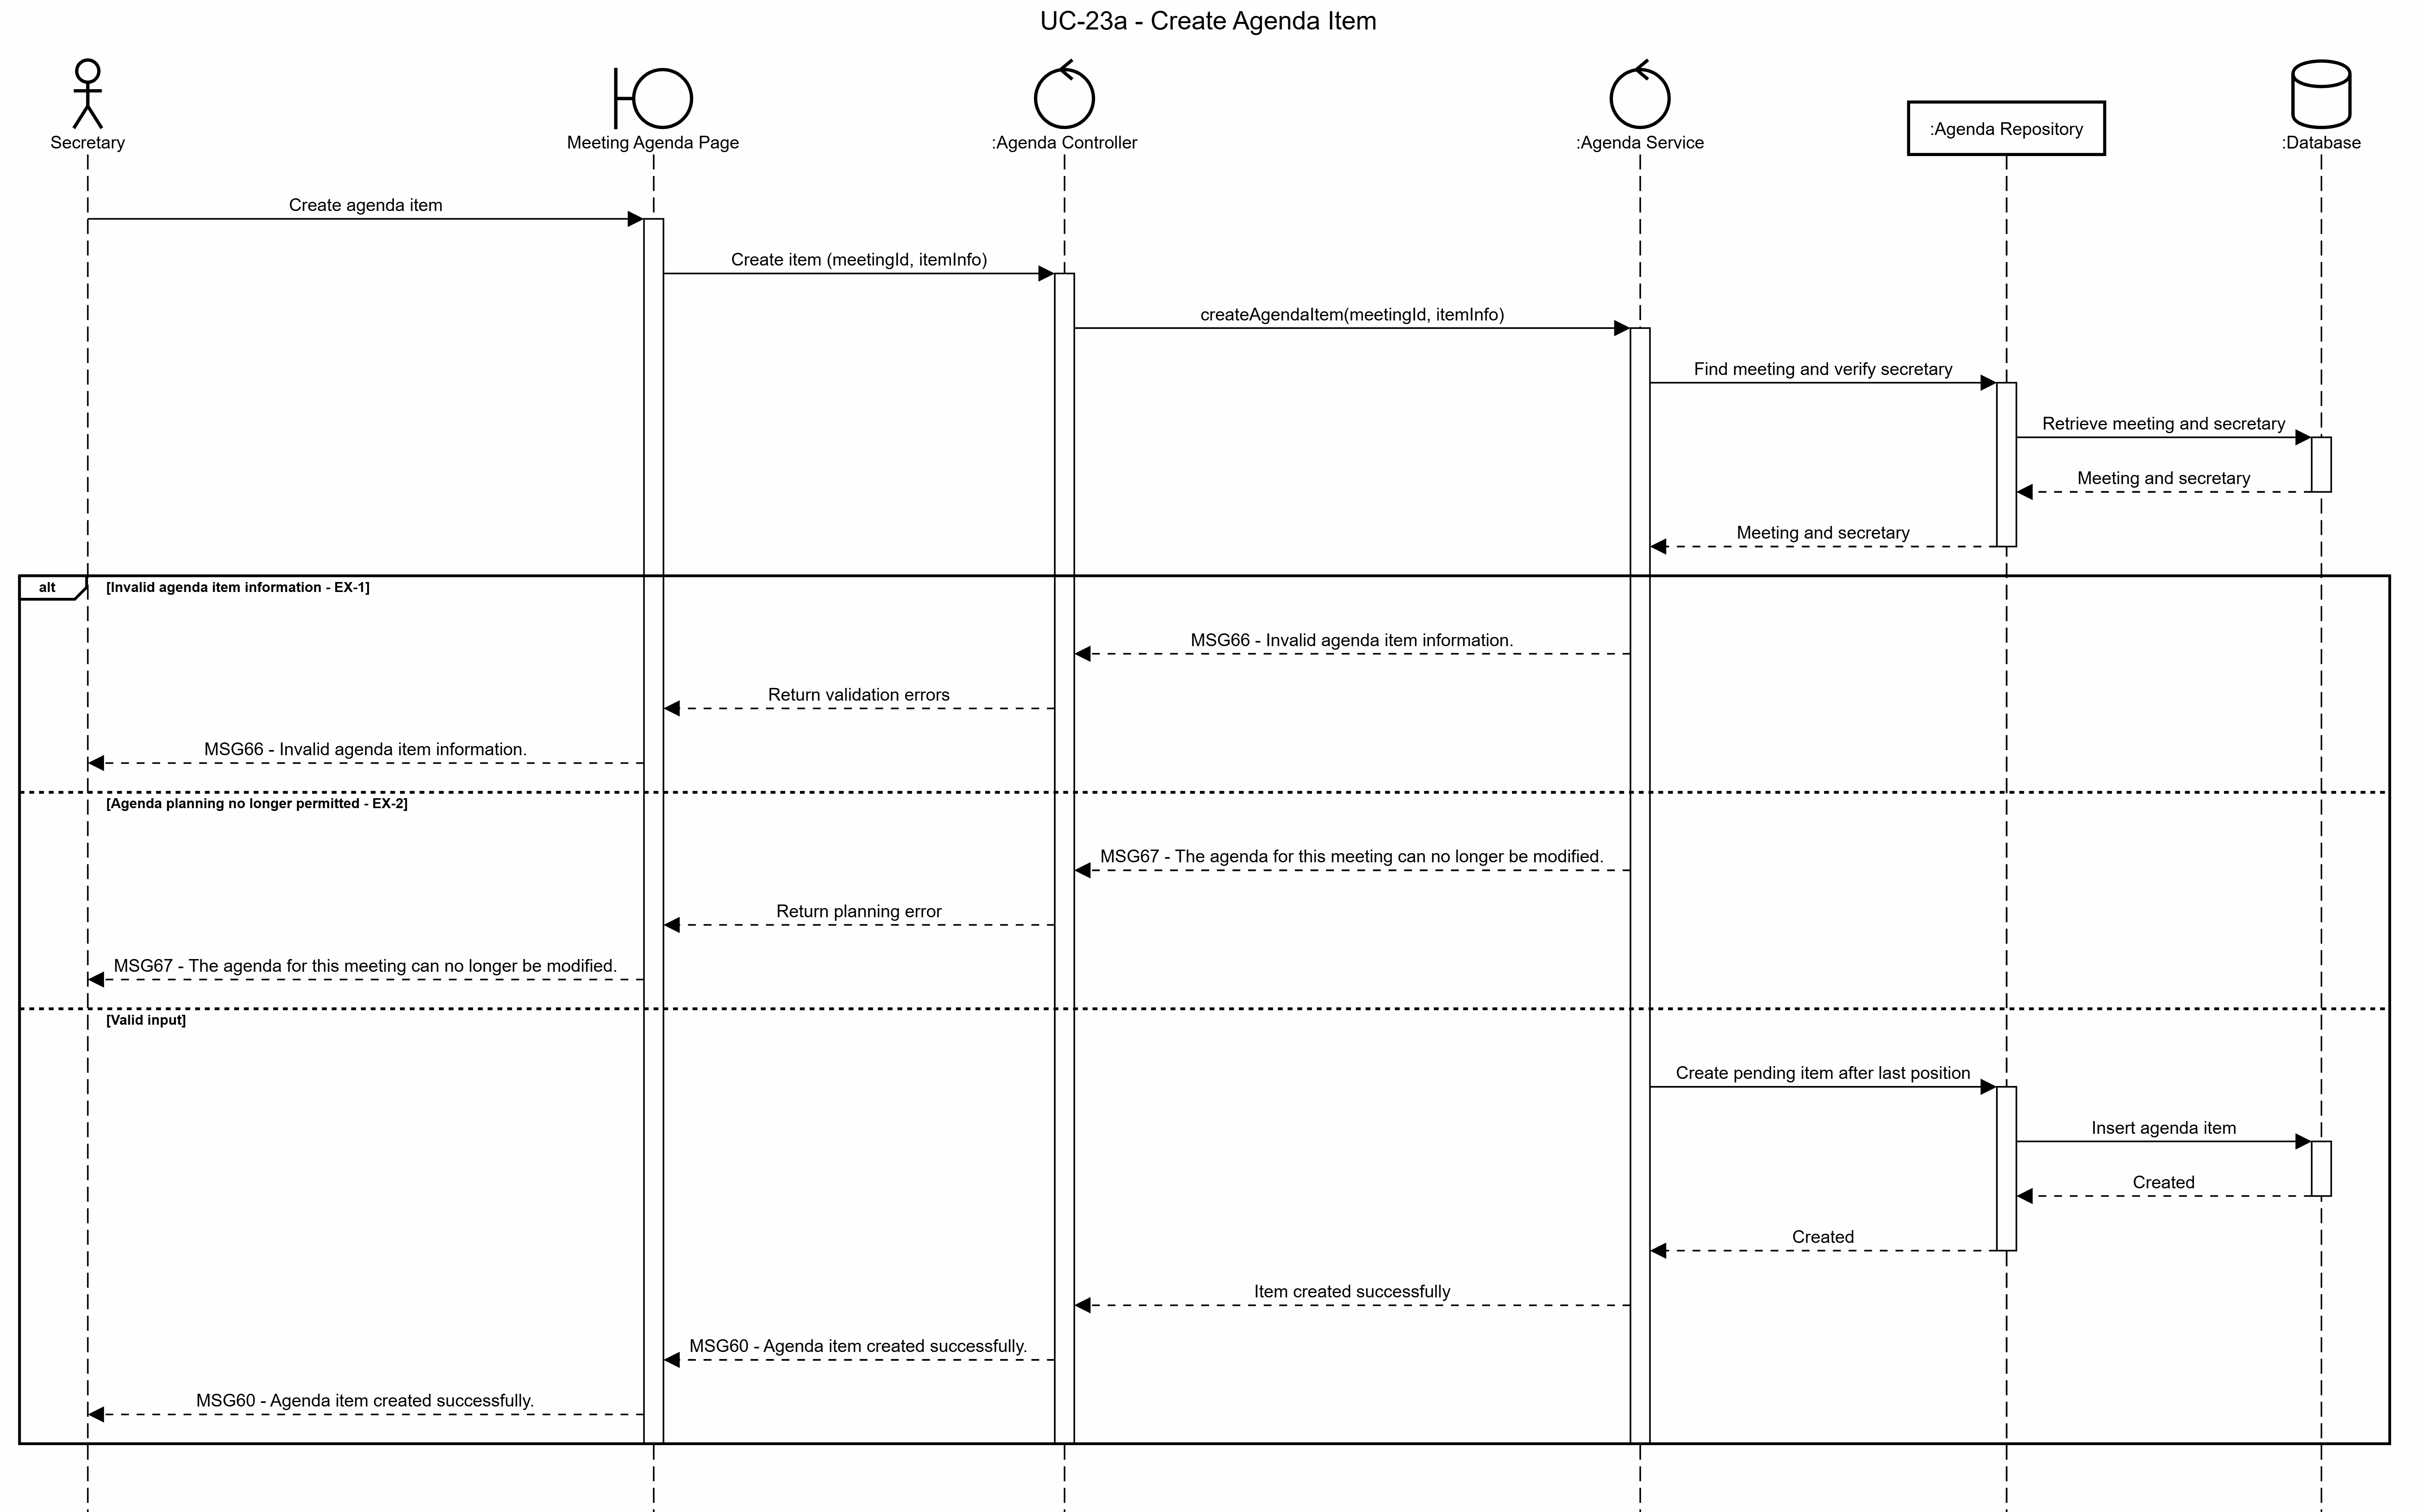 UC-23a - Create Agenda Item
Secretary
Meeting Agenda Page
:Agenda Controller
:Agenda Service
:Agenda Repository
:Database
Create agenda item
Create item (meetingId, itemInfo)
createAgendaItem(meetingId, itemInfo)
Find meeting and verify secretary
Retrieve meeting and secretary
Meeting and secretary
Meeting and secretary
alt
[Invalid agenda item information - EX-1]
MSG66 - Invalid agenda item information.
Return validation errors
MSG66 - Invalid agenda item information.
[Agenda planning no longer permitted - EX-2]
MSG67 - The agenda for this meeting can no longer be modified.
Return planning error
MSG67 - The agenda for this meeting can no longer be modified.
[Valid input]
Create pending item after last position
Insert agenda item
Created
Created
Item created successfully
MSG60 - Agenda item created successfully.
MSG60 - Agenda item created successfully.